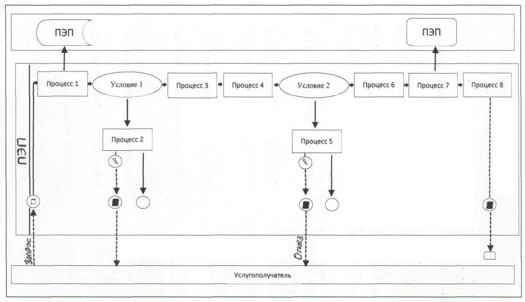 ПЭП
ПЭП
Процесс 1
Условие 1
Процесс 3
Процесс 4
Условие 2
Процесс 6
Процесс 7
Процесс 8
Процесс 2
Процесс 5
Запрос
Отказ
Услугополучатель